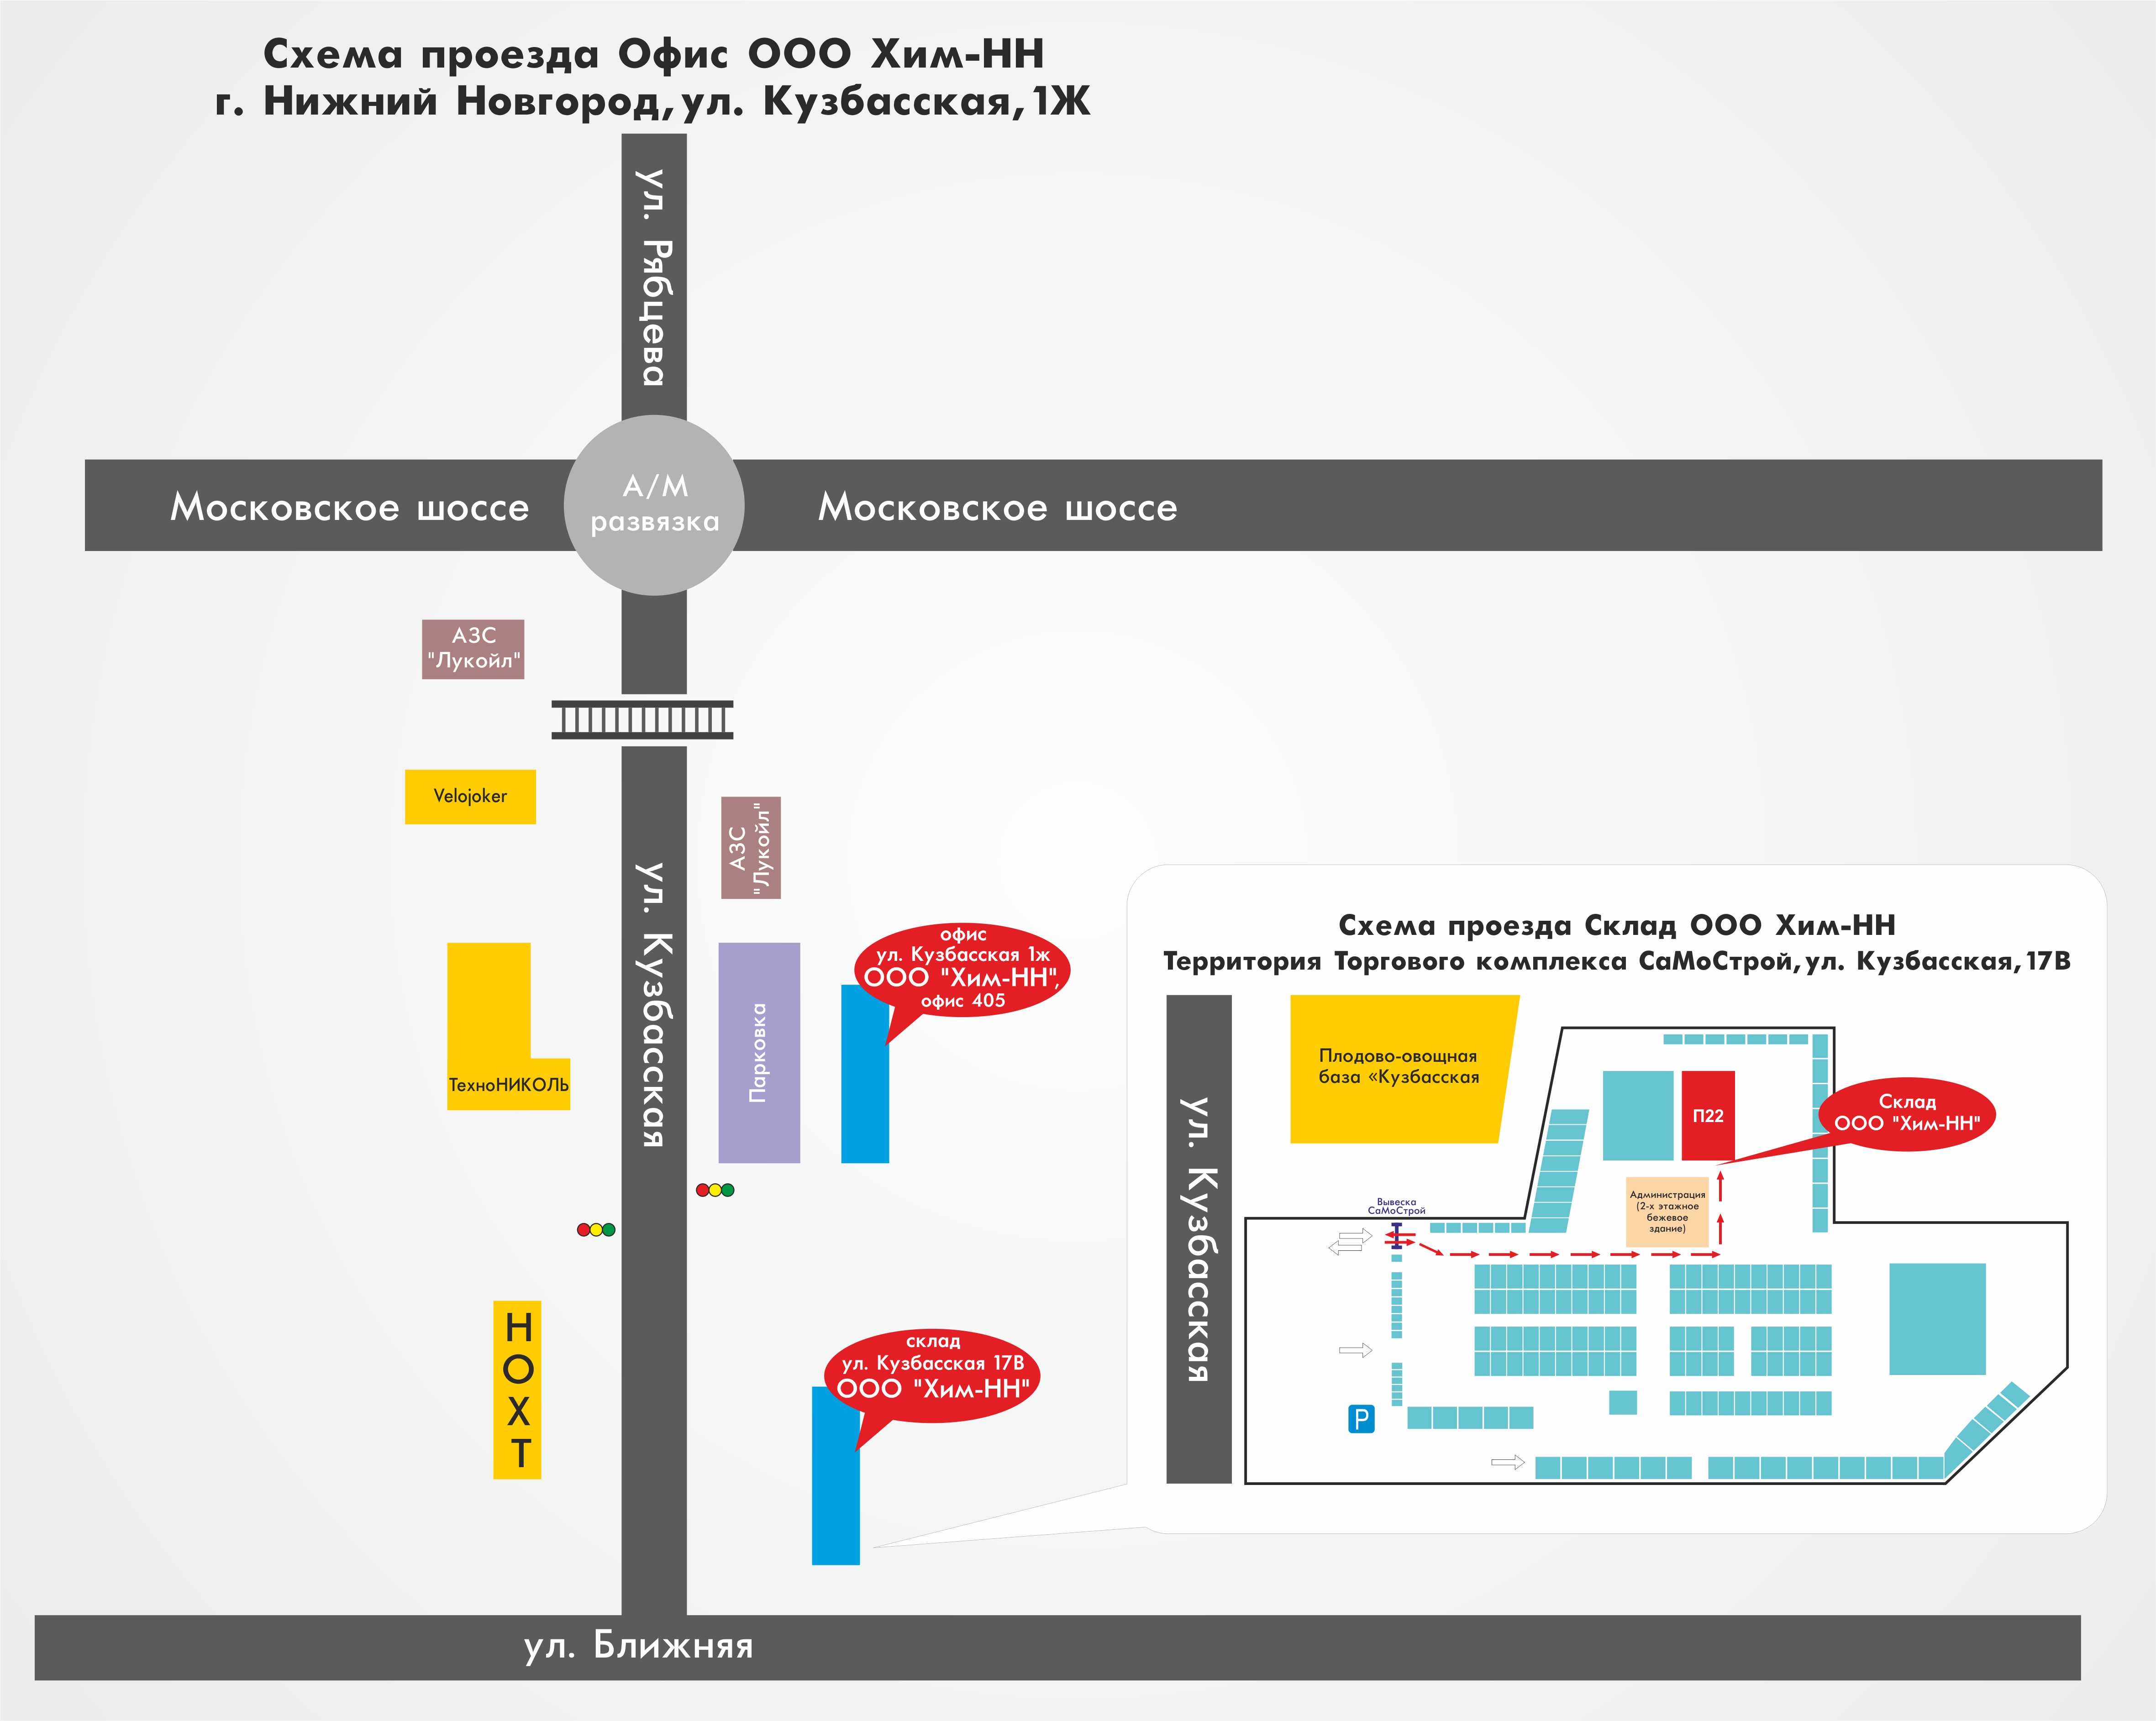 Схема проезда Офис ООО Хим-НН
г. Нижний Новгород, ул. Кузбасская, 1Ж
ул. Рябцева
Московское шоссе
А/М
развязка
Московское шоссе
АЗС
"Лукойл"
Velojoker
АЗС
"Лукойл"
ул. Кузбасская
ТехноНИКОЛЬ
Парковка
офис
ул. Кузбасская 1ж
ООО "Хим-НН",
офис 405
НОХТ
склад
ул. Кузбасская 17В
ООО "Хим-НН"
ул. Ближняя
Схема проезда Склад ООО Хим-НН
Территория Торгового комплекса СаМоСтрой, ул. Кузбасская, 17В
ул. Кузбасская
Плодово-овощная
база «Кузбасская
П22
Склад
ООО "Хим-НН"
Администрация
(2-х этажное
бежевое
здание)
Вывеска
СаМоСтрой
P